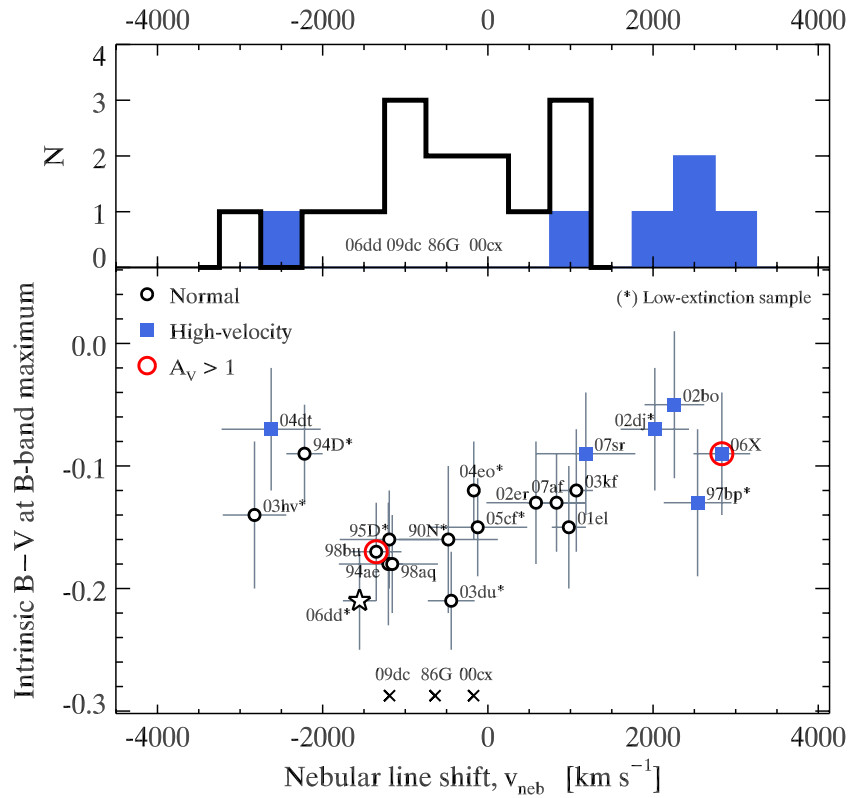 -4000 -2000 0 2000 4000
4
3
2
1
0
N
06dd 09dc 86G 00cx
Normal
High-velocity
A_V > 1
(*) Low-extinction sample
0.0
-0.1
-0.2
-0.3
Intrinsic B−V at B-band maximum
02bo
04dt
02dj*
94D*
07sr
06X
04eo*
03kf
02er
07af
97bp*
03hv*
05cf*
01el
95D*
90N*
98bu
94ae
98aq
03du*
06dd*
09dc 86G 00cx
-4000 -2000 0 2000 4000
Nebular line shift, v_neb [km s⁻¹]